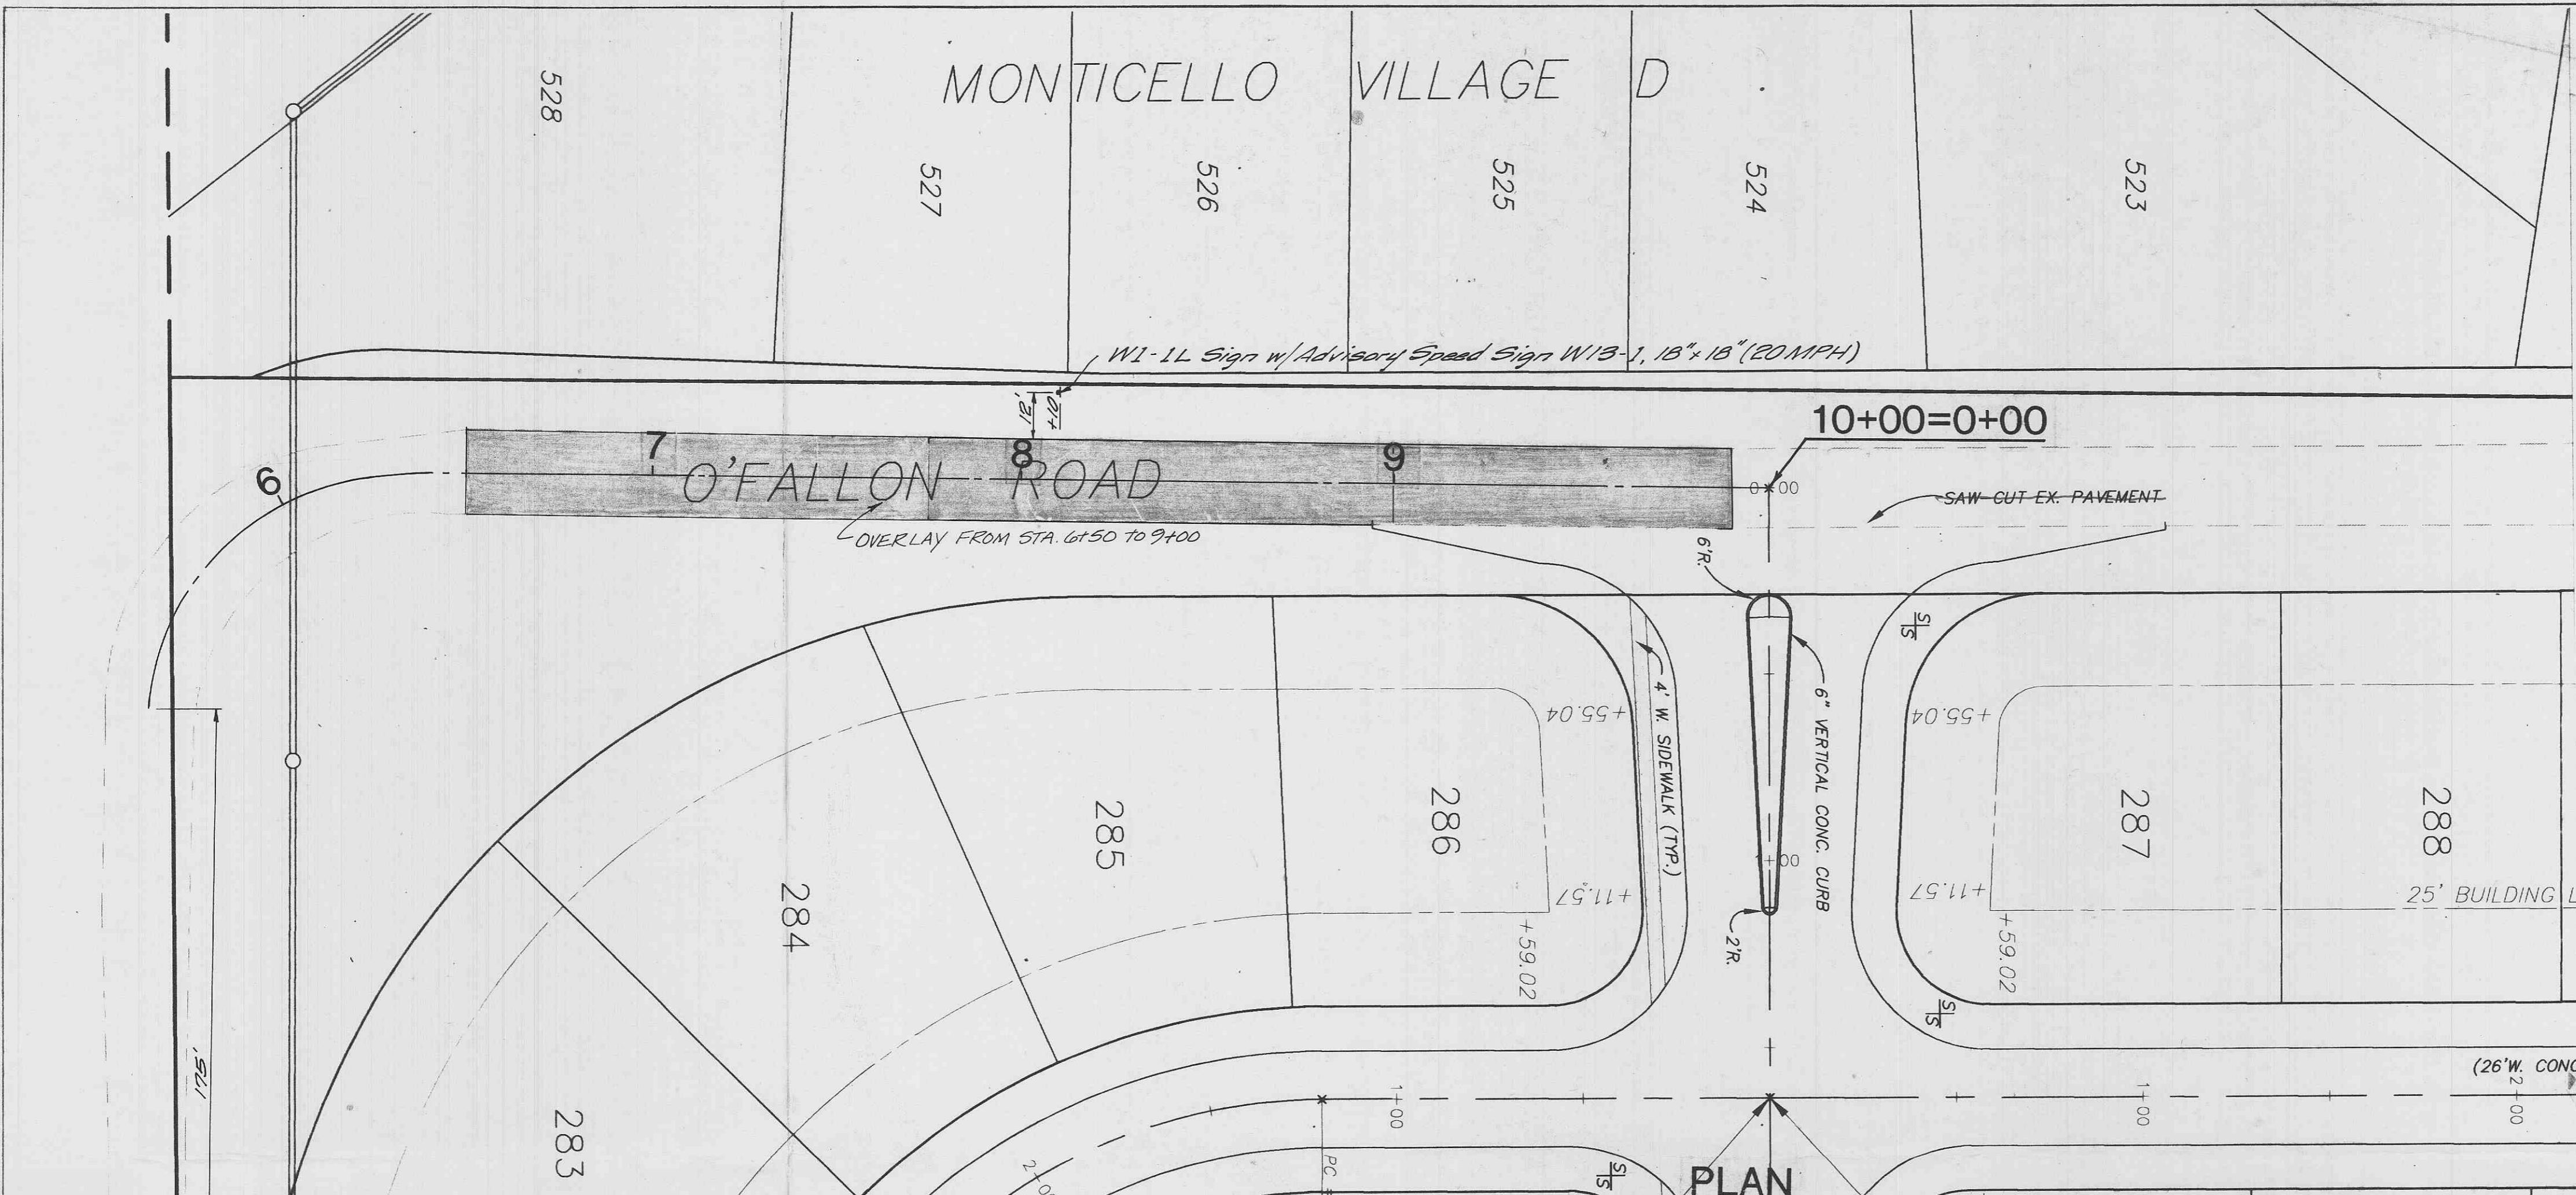 MONTICELLO VILLAGE D
528
527
526
525
524
523
W1-1L Sign w/Advisory Speed Sign W13-1, 18"x18" (20 MPH)
12'
10+00=0+00
6
7
8
9
O'FALLON ROAD
0+00
SAW CUT EX. PAVEMENT
OVERLAY FROM STA. 6+50 TO 9+00
6'R.
S/S
4' W. SIDEWALK (TYP.)
6" VERTICAL CONC. CURB
+55.04
+55.04
286
285
284
283
287
288
1+00
+11.57
+11.57
25' BUILDING L
+59.02
+59.02
2'R.
S/S
175'
(26'W. CONC
1+00
1+00
2+00
PC
S/S
PLAN